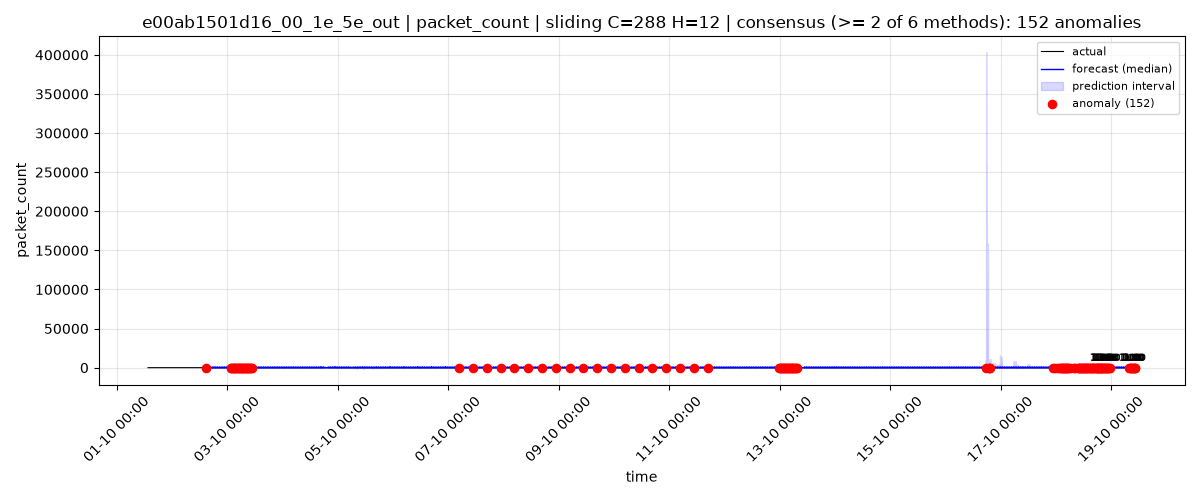 e00ab1501d16_00_1e_5e_out | packet_count | sliding C=288 H=12 | consensus (>= 2 of 6 methods): 152 anomalies
actual
forecast (median)
prediction interval
anomaly (152)
packet_count
400000
350000
300000
250000
200000
150000
100000
50000
0
01-10 00:00
03-10 00:00
05-10 00:00
07-10 00:00
09-10 00:00
11-10 00:00
13-10 00:00
15-10 00:00
17-10 00:00
19-10 00:00
time